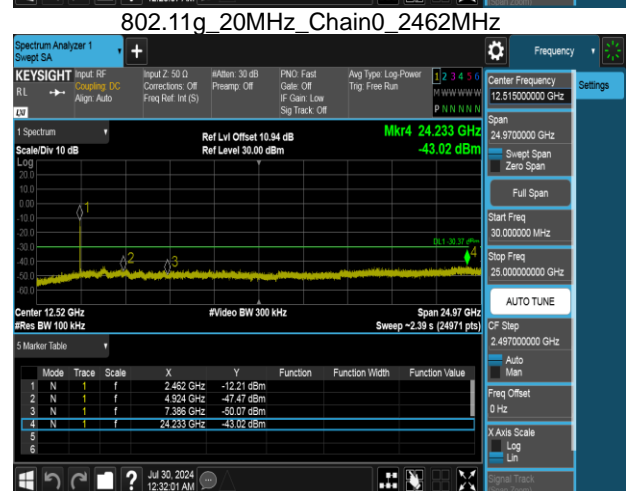 802.11g_20MHz_Chain0_2462MHz
Spectrum Analyzer 1
Swept SA
Frequency
KEYSIGHT Input: RF
RL
Coupling: DC
Align: Auto
Input Z: 50 Ω
Corrections: Off
Freq Ref: Int (S)
#Atten: 30 dB
Preamp: Off
PNO: Fast
Gate: Off
IF Gain: Low
Sig Track: Off
Avg Type: Log-Power
Trig: Free Run
1 2 3 4 5 6
M W W W W W
P N N N N N
Center Frequency
12.515000000 GHz
Settings
1 Spectrum
Scale/Div 10 dB
Ref Lvl Offset 10.94 dB
Ref Level 30.00 dBm
Mkr4 24.233 GHz
-43.02 dBm
Log
20.0
10.0
0.00
-10.0
-20.0
-30.0
-40.0
-50.0
-60.0
1
2
3
4
DL1 -30.37 dBm
Center 12.52 GHz
#Res BW 100 kHz
#Video BW 300 kHz
Span 24.97 GHz
Sweep ~2.39 s (24971 pts)
Span
24.9700000 GHz
Swept Span
Zero Span
Full Span
Start Freq
30.000000 MHz
Stop Freq
25.000000000 GHz
AUTO TUNE
CF Step
2.497000000 GHz
Auto
Man
Freq Offset
0 Hz
X Axis Scale
Log
Lin
Signal Track
5 Marker Table
Mode Trace Scale X Y Function Function Width Function Value
1 N 1 f 2.462 GHz -12.21 dBm
2 N 1 f 4.924 GHz -47.47 dBm
3 N 1 f 7.386 GHz -50.07 dBm
4 N 1 f 24.233 GHz -43.02 dBm
5
6
Jul 30, 2024
12:32:01 AM